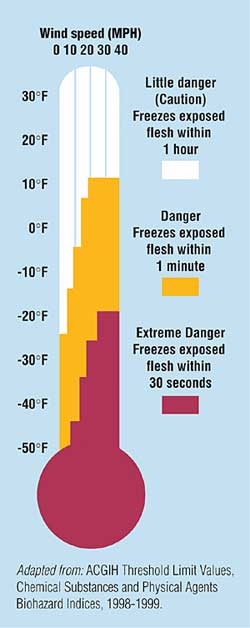 Wind speed (MPH)
0 10 20 30 40
30°F
20°F
10°F
0°F
-10°F
-20°F
-30°F
-40°F
-50°F
Little danger
(Caution)
Freezes exposed
flesh within
1 hour
Danger
Freezes exposed
flesh within
1 minute
Extreme Danger
Freezes exposed
flesh within
30 seconds
Adapted from: ACGIH Threshold Limit Values,
Chemical Substances and Physical Agents
Biohazard Indices, 1998-1999.